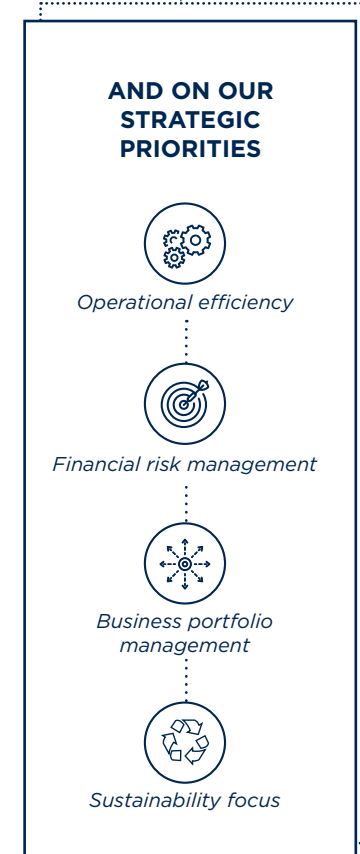 AND ON OUR
STRATEGIC
PRIORITIES
Operational efficiency
Financial risk management
Business portfolio
management
Sustainability focus